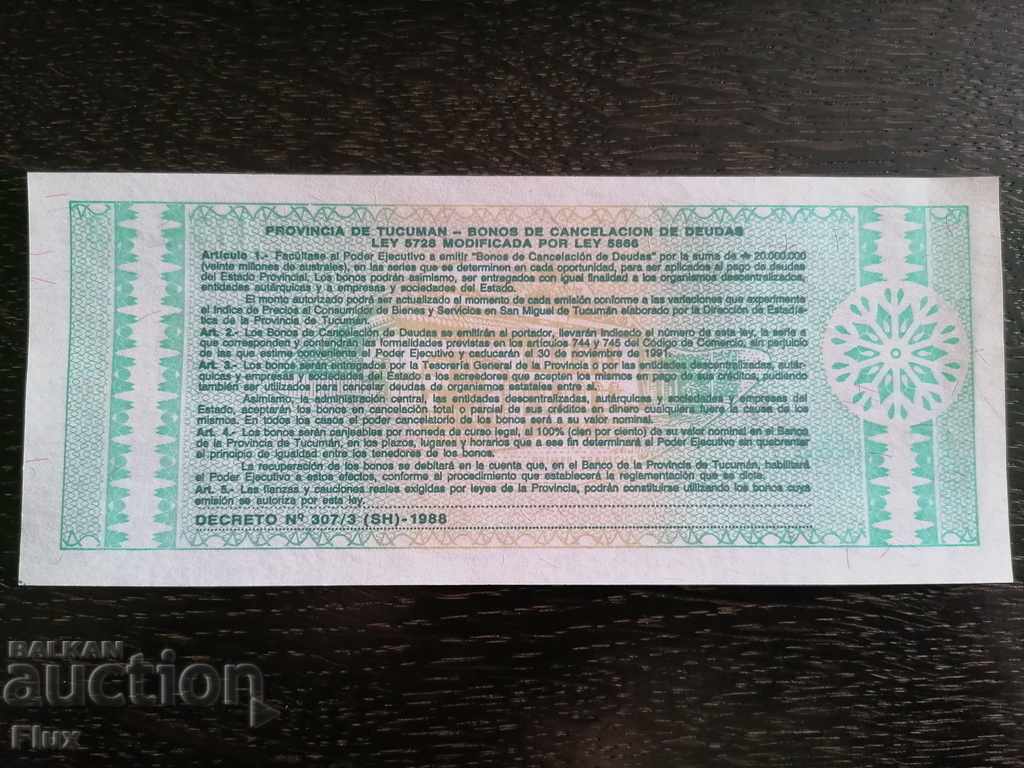 PROVINCIA DE TUCUMAN – BONOS DE CANCELACION DE DEUDAS
LEY 5728 MODIFICADA POR LEY 5866
Artículo 1.- Facúltase al Poder Ejecutivo a emitir "Bonos de Cancelación de Deudas" por la suma de ₳ 20.000.000
(veinte millones de australes), en las series que se determinen en cada oportunidad, para ser aplicados al pago de deudas
del Estado Provincial. Los bonos podrán asimismo, ser entregados con igual finalidad a los organismos descentralizados,
entidades autárquicas y a empresas y sociedades del Estado.
El monto autorizado podrá ser actualizado al momento de cada emisión conforme a las variaciones que experimente
el Indice de Precios al Consumidor de Bienes y Servicios en San Miguel de Tucumán elaborado por la Dirección de Estadís-
tica de la Provincia de Tucumán.
Art. 2.- Los Bonos de Cancelación de Deudas se emitirán al portador, llevarán indicado el número de esta ley, la serie a
que corresponden y contendrán las formalidades previstas en los artículos 744 y 745 del Código de Comercio, sin perjuicio
de las que estime conveniente el Poder Ejecutivo y caducarán el 30 de noviembre de 1991.
Art. 3.- Los bonos serán entregados por la Tesorería General de la Provincia o por las entidades descentralizadas, autár-
quicas y empresas y sociedades del Estado a los acreedores que acepten los mismos en pago de sus créditos, pudiendo
también ser utilizados para cancelar deudas de organismos estatales entre sí.
Asimismo, la administración central, las entidades descentralizadas, autárquicas y sociedades y empresas del
Estado, aceptarán los bonos en cancelación total o parcial de sus créditos en dinero cualquiera fuere la causa de los
mismos. En todos los casos el poder cancelatorio de los bonos será a su valor nominal.
Art. 4.- Los bonos serán canjeables por moneda de curso legal, al 100% (cien por ciento) de su valor nominal en el Banco
de la Provincia de Tucumán, en los plazos, lugares y horarios que a ese fin determinará el Poder Ejecutivo sin quebrantar
el principio de igualdad entre los tenedores de los bonos.
La recuperación de los bonos se debitará en la cuenta que, en el Banco de la Provincia de Tucumán, habilitará
el Poder Ejecutivo a estos efectos, conforme al procedimiento que establecerá la reglamentación que se dicte.
Art. 5.- Las fianzas y cauciones reales exigidas por leyes de la Provincia, podrán constituirse utilizando los bonos cuya
emisión se autoriza por esta ley.
DECRETO Nº 307/3 (SH)-1988
BALKAN
auction
Flux